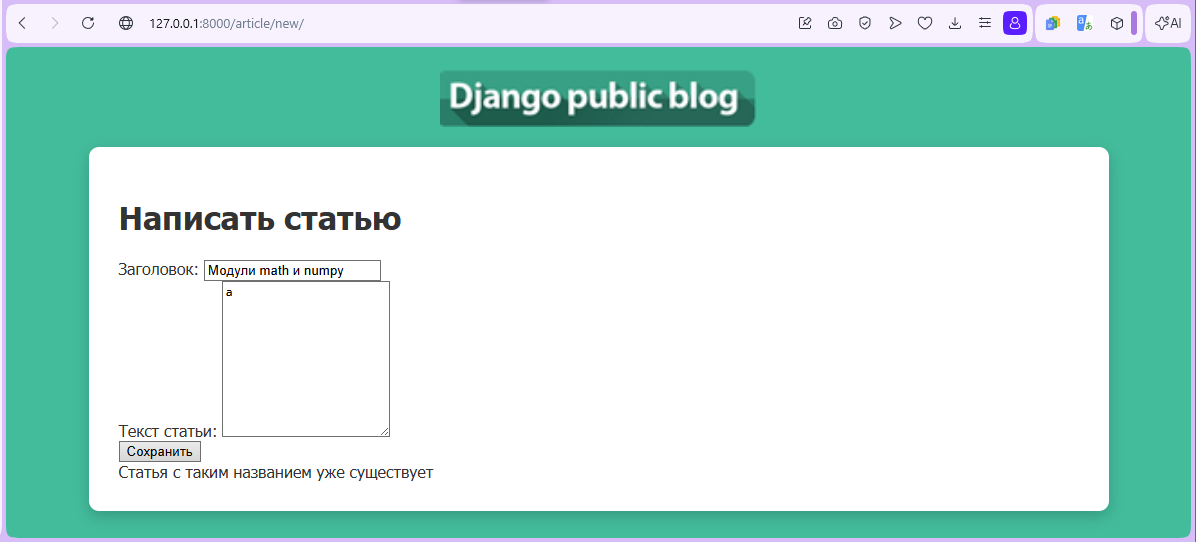 127.0.0.1:8000/article/new/
AI
Django public blog
Написать статью
Заголовок: Модули math и numpy
а
Текст статьи:
Сохранить
Статья с таким названием уже существует